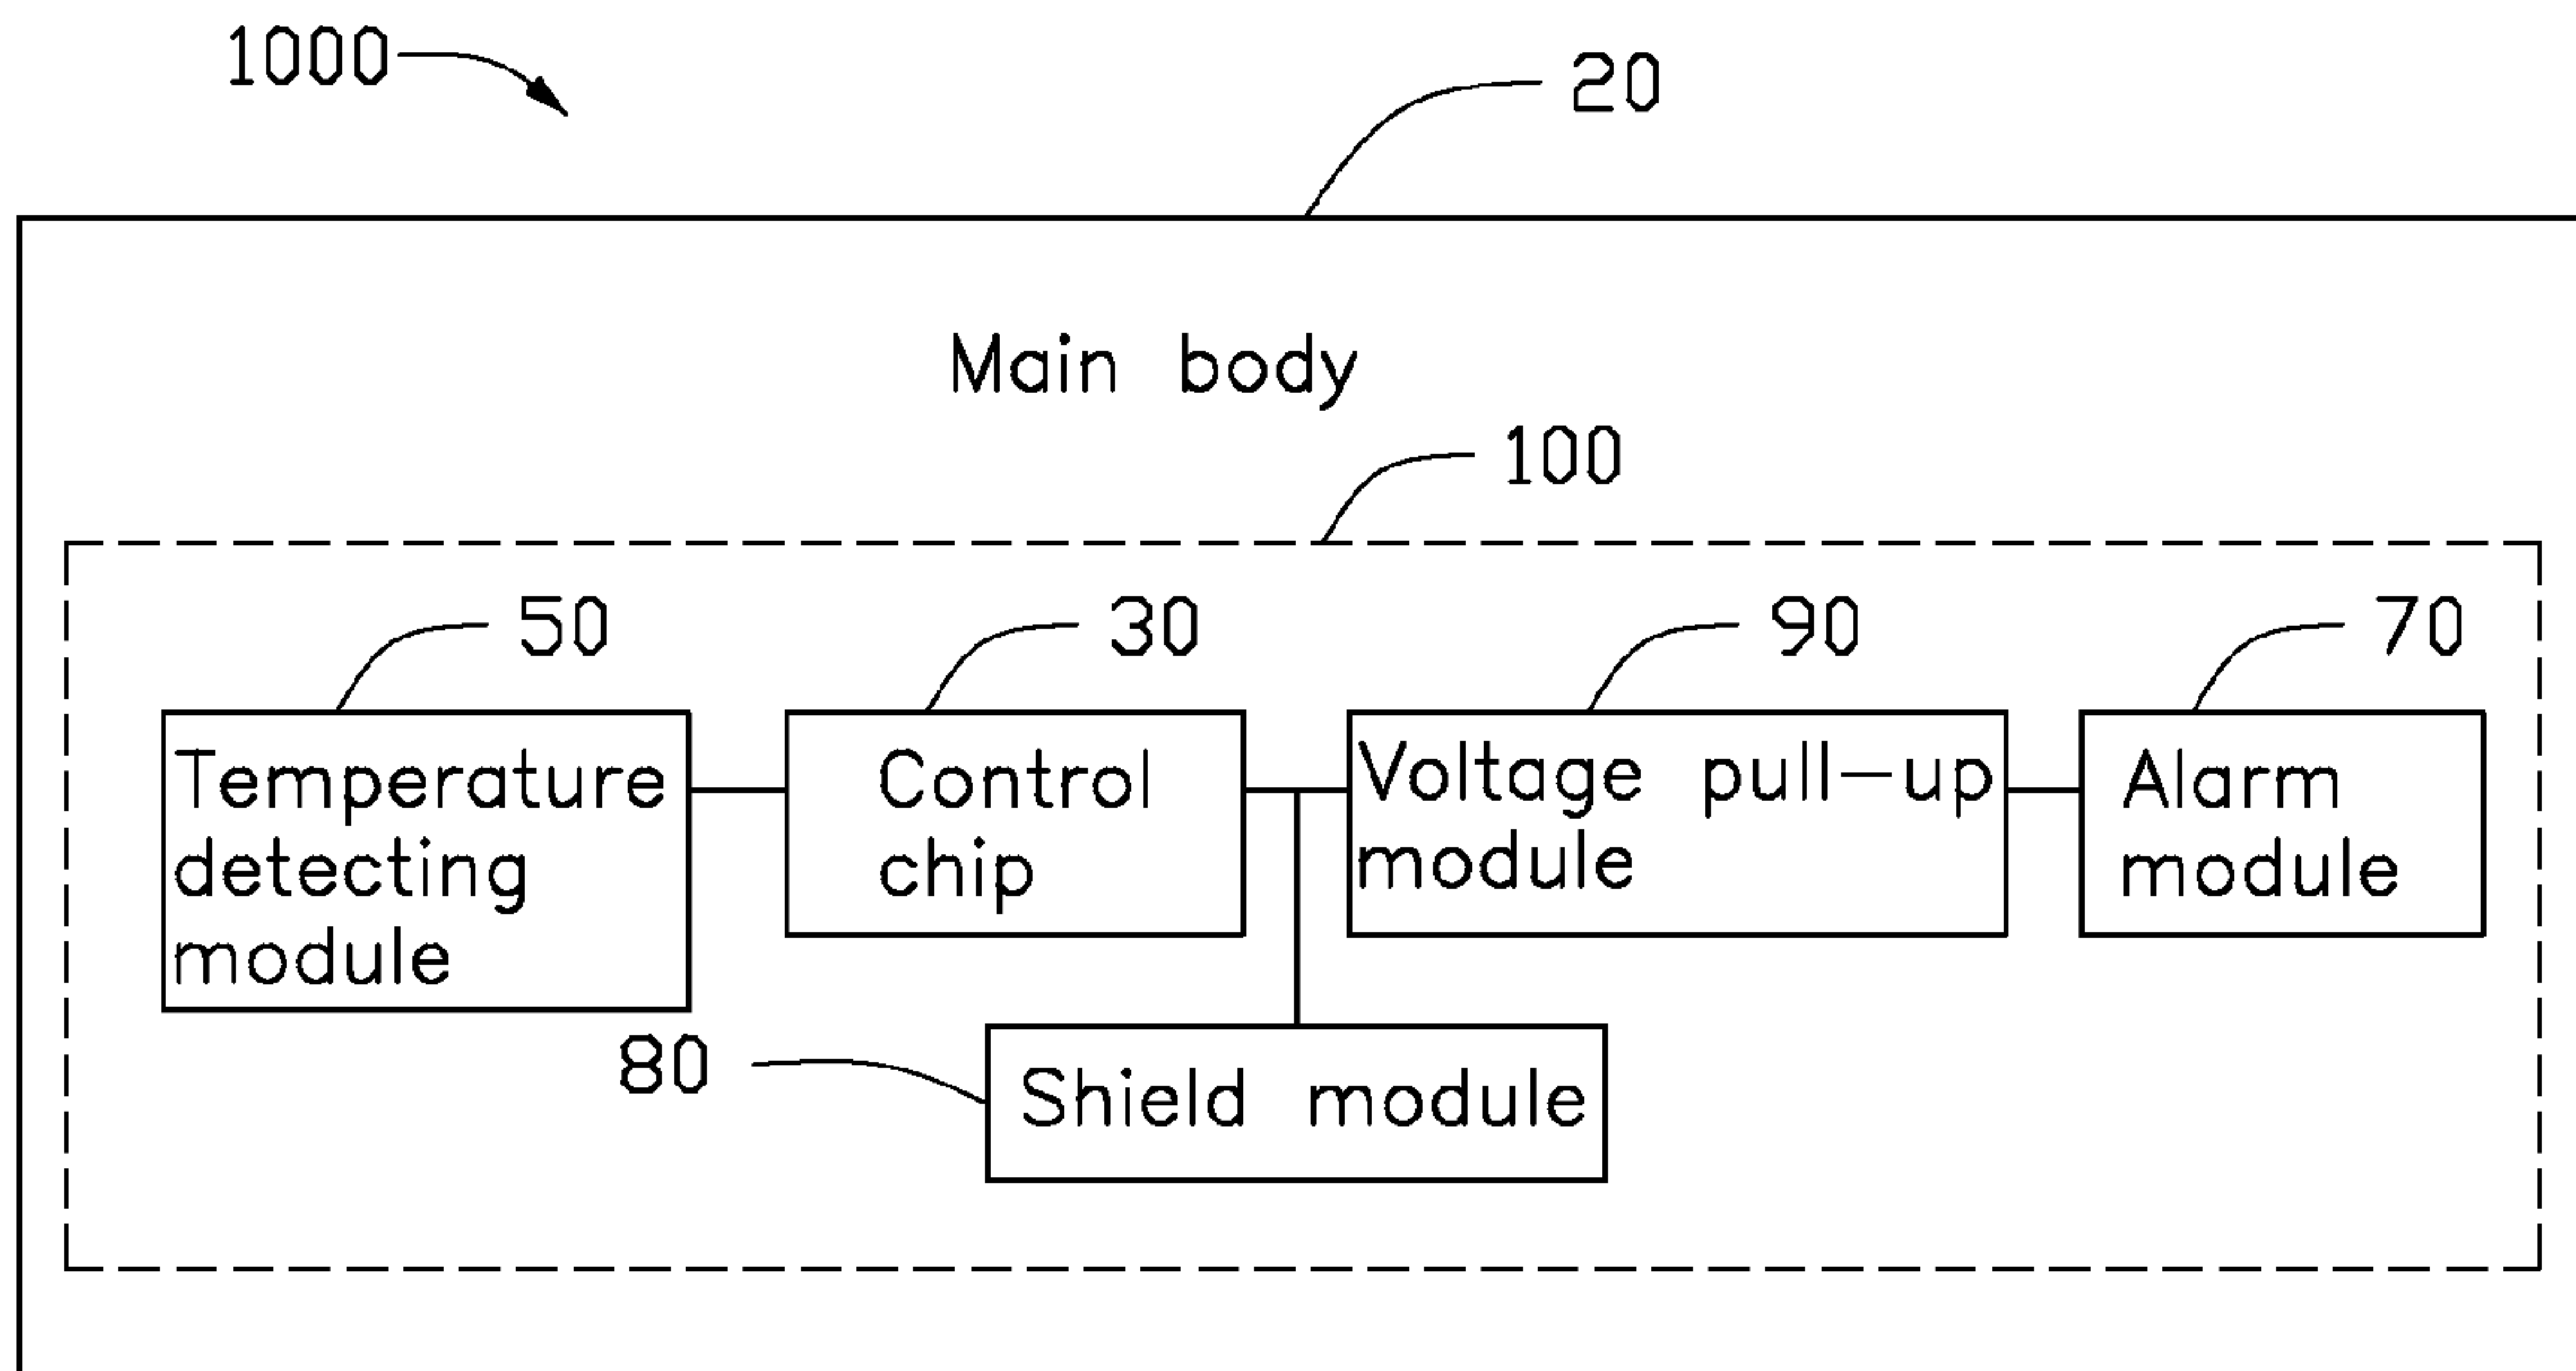 1000
20
Main body
100
50
30
90
70
Temperature
detecting
module
Control
chip
Voltage pull-up
module
Alarm
module
80
Shield module